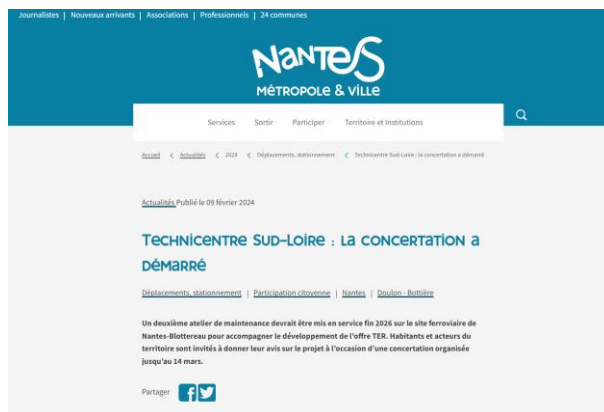 Journalistes | Nouveaux arrivants | Associations | Professionnels | 24 communes
NANTES
MÉTROPOLE & VILLE
Services Sortir Participer Territoire et Institutions
Accueil < Actualités < 2024 < Déplacements, stationnement < Technicentre Sud-Loire : la concertation a démarré
Actualités Publié le 09 février 2024
Technicentre Sud-Loire : la concertation a
démarré
Déplacements, stationnement | Participation citoyenne | Nantes | Doulon - Bottière
Un deuxième atelier de maintenance devrait être mis en service fin 2026 sur le site ferroviaire de
Nantes-Blottereau pour accompagner le développement de l'offre TER. Habitants et acteurs du
territoire sont invités à donner leur avis sur le projet à l'occasion d'une concertation organisée
jusqu'au 14 mars.
Partager